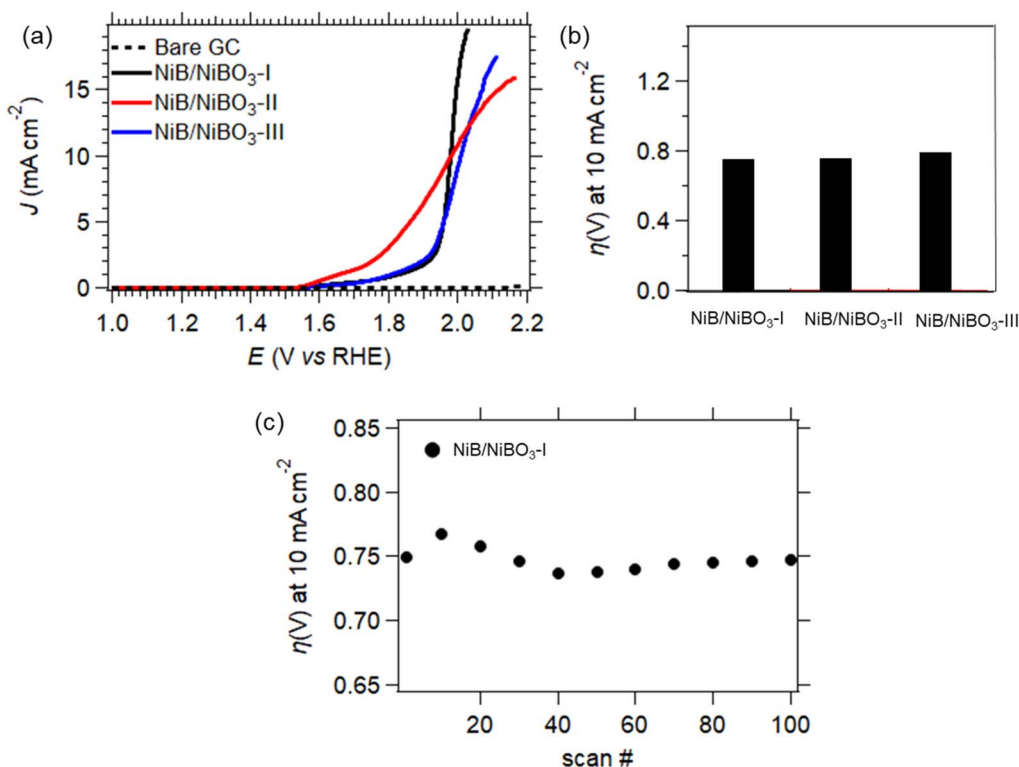 (a)
Bare GC
NiB/NiBO₃-I
NiB/NiBO₃-II
NiB/NiBO₃-III
J (mA cm⁻²)
15
10
5
0
1.0 1.2 1.4 1.6 1.8 2.0 2.2
E (V vs RHE)
(b)
η(V) at 10 mA cm⁻²
1.2
0.8
0.4
0.0
NiB/NiBO₃-I NiB/NiBO₃-II NiB/NiBO₃-III
(c)
NiB/NiBO₃-I
η(V) at 10 mA cm⁻²
0.85
0.80
0.75
0.70
0.65
20 40 60 80 100
scan #